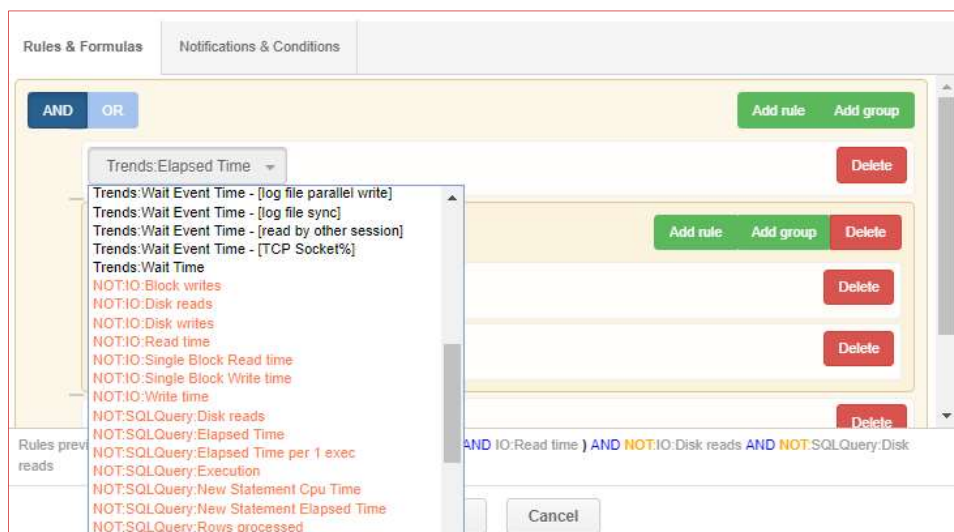 Rules & Formulas Notifications & Conditions
AND OR Add rule Add group
Trends:Elapsed Time Delete
Trends:Wait Event Time - [log file parallel write]
Trends:Wait Event Time - [log file sync]
Trends:Wait Event Time - [read by other session] Add rule Add group Delete
Trends:Wait Event Time - [TCP Socket%]
Trends:Wait Time
NOT:IO:Block writes Delete
NOT:IO:Disk reads
NOT:IO:Disk writes
NOT:IO:Read time Delete
NOT:IO:Single Block Read time
NOT:IO:Single Block Write time
NOT:IO:Write time
NOT:SQLQuery:Disk reads Delete
NOT:SQLQuery:Elapsed Time
Rules AND IO:Read time ) AND NOT:IO:Disk reads AND NOT:SQLQuery:Disk
NOT:SQLQuery:Elapsed Time per 1 exec
reads
NOT:SQLQuery:Execution
NOT:SQLQuery:New Statement Cpu Time
NOT:SQLQuery:New Statement Elapsed Time Cancel
NOT:SQLQuery:Rows processed